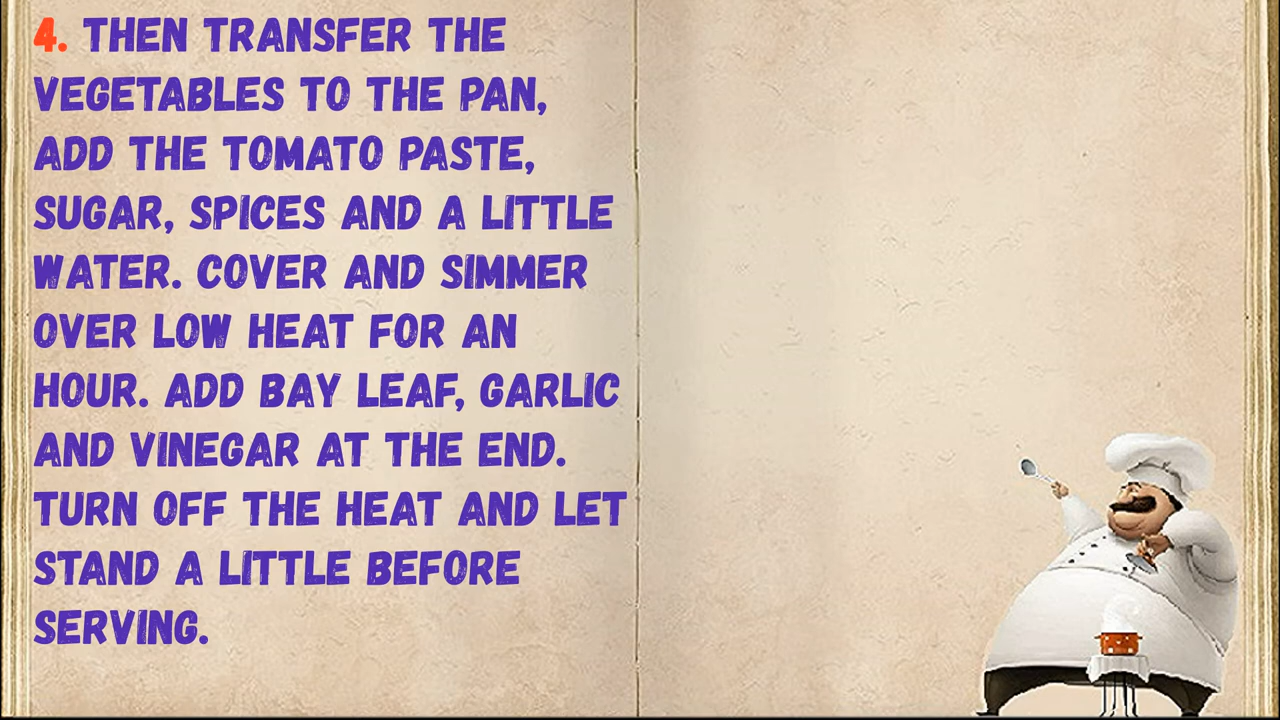 4. THEN TRANSFER THE
VEGETABLES TO THE PAN,
ADD THE TOMATO PASTE,
SUGAR, SPICES AND A LITTLE
WATER. COVER AND SIMMER
OVER LOW HEAT FOR AN
HOUR. ADD BAY LEAF, GARLIC
AND VINEGAR AT THE END.
TURN OFF THE HEAT AND LET
STAND A LITTLE BEFORE
SERVING.